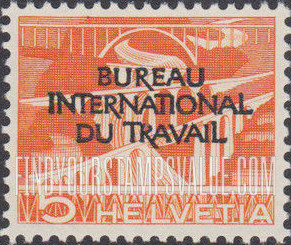 BUREAU
INTERNATIONAL
DU TRAVAIL
FINDYOURSTAMPSVALUE.COM
5 HELVETIA